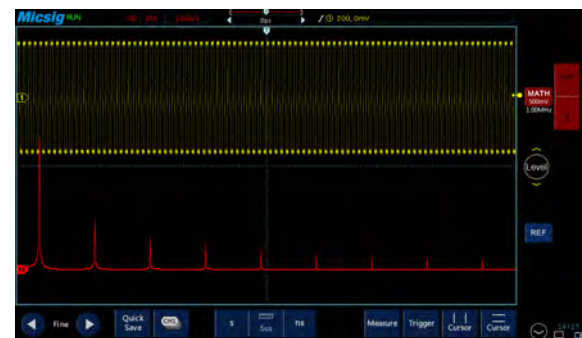 Micsig RUN
0ps
200.0mV
1
MATH
500mV
1.00MHz
Level
REF
Fine
Quick Save
CH1
s
5us
ns
Measure
Trigger
Cursor
Cursor